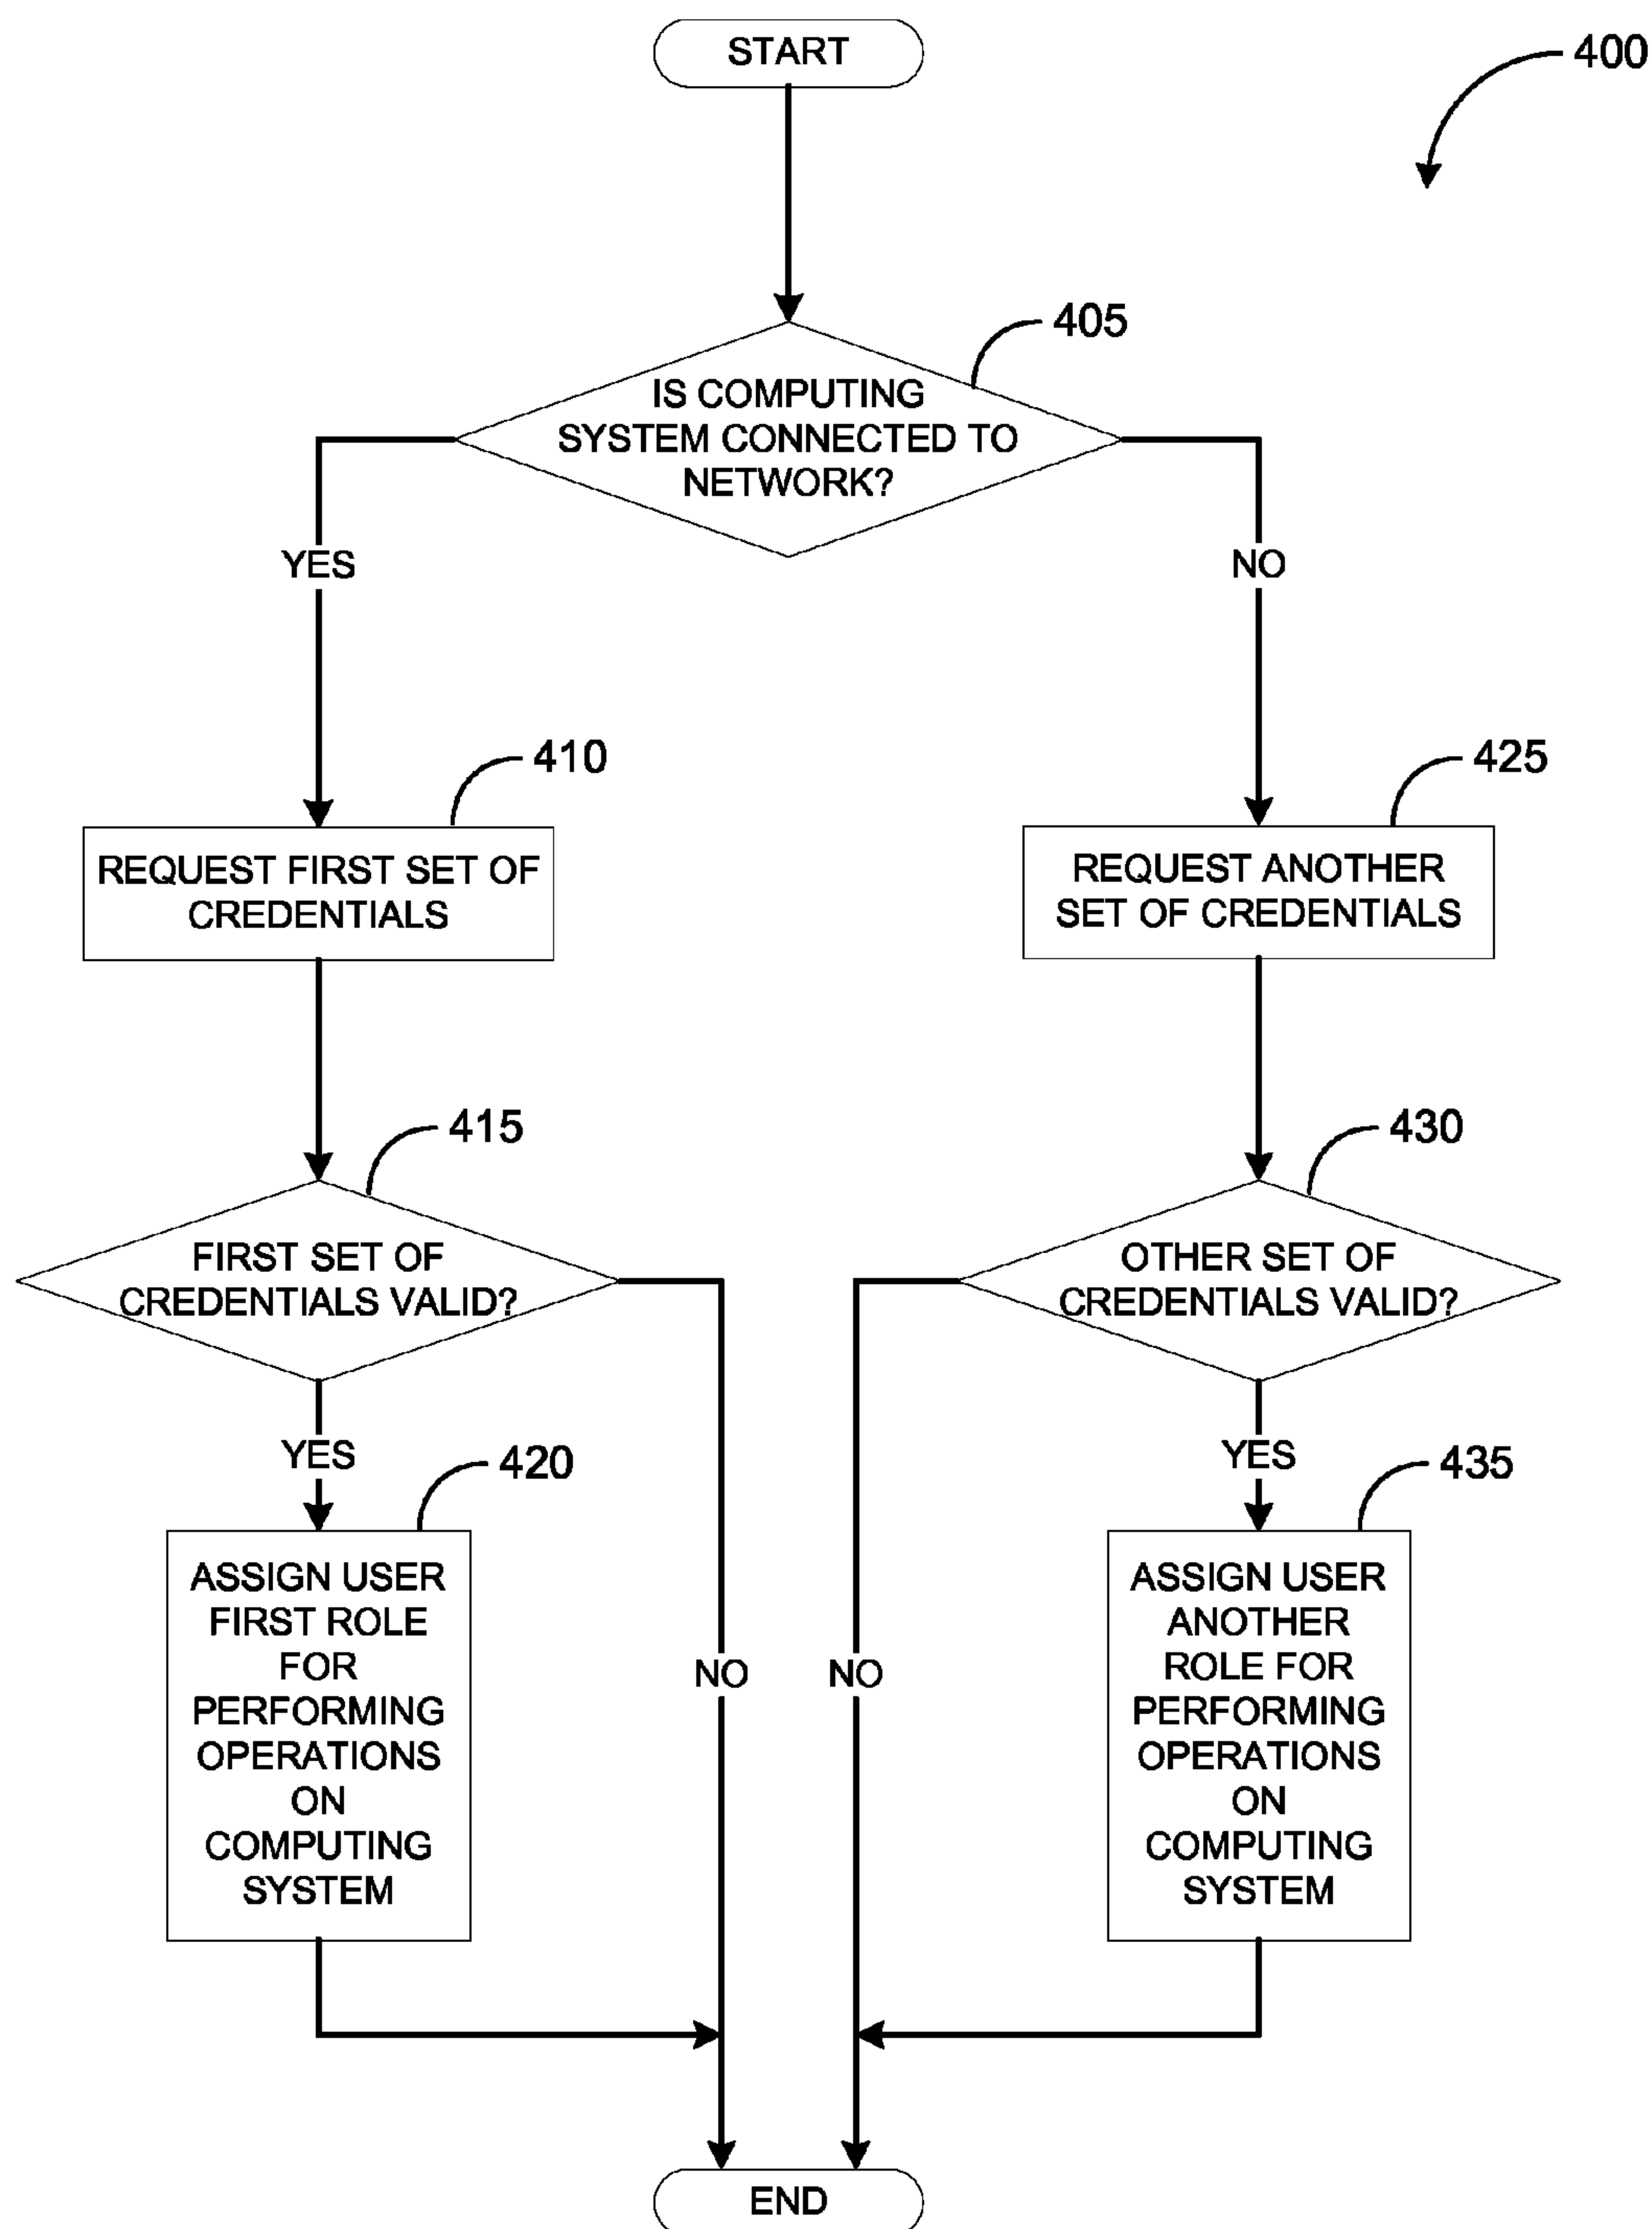 START
400
405
IS COMPUTING
SYSTEM CONNECTED TO
NETWORK?
YES
NO
410
425
REQUEST FIRST SET OF
CREDENTIALS
REQUEST ANOTHER
SET OF CREDENTIALS
415
430
FIRST SET OF
CREDENTIALS VALID?
OTHER SET OF
CREDENTIALS VALID?
YES
YES
420
435
ASSIGN USER
FIRST ROLE
FOR
PERFORMING
OPERATIONS
ON
COMPUTING
SYSTEM
NO
NO
ASSIGN USER
ANOTHER
ROLE FOR
PERFORMING
OPERATIONS
ON
COMPUTING
SYSTEM
END